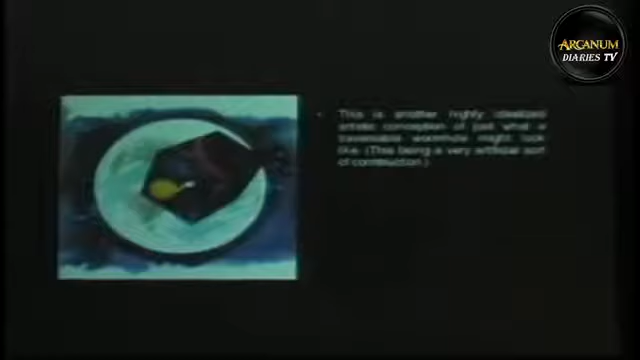 ARCANUM
DIARIES TV
This is another highly idealized
artistic conception of just what a
traversable wormhole might look
like. (This being a very artificial sort
of construction.)